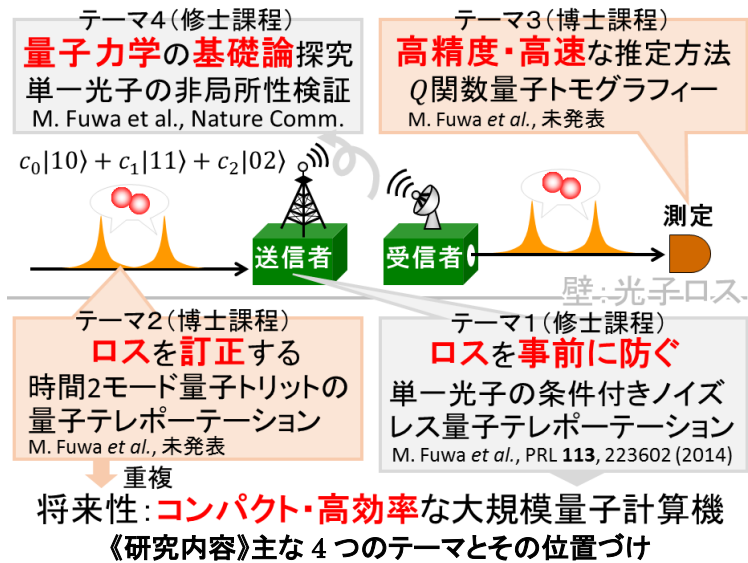 テーマ4（修士課程）
量子力学の基礎論探究
単一光子の非局所性検証
M. Fuwa et al., Nature Comm.
テーマ3（博士課程）
高精度・高速な推定方法
Q関数量子トモグラフィー
M. Fuwa et al., 未発表
c₀|10⟩ + c₁|11⟩ + c₂|02⟩
送信者
受信者
測定
壁：光子ロス
テーマ2（博士課程）
ロスを訂正する
時間2モード量子トリットの
量子テレポーテーション
M. Fuwa et al., 未発表
テーマ1（修士課程）
ロスを事前に防ぐ
単一光子の条件付きノイズ
レス量子テレポーテーション
M. Fuwa et al., PRL 113, 223602 (2014)
重複
将来性：コンパクト・高効率な大規模量子計算機
《研究内容》主な4つのテーマとその位置づけ